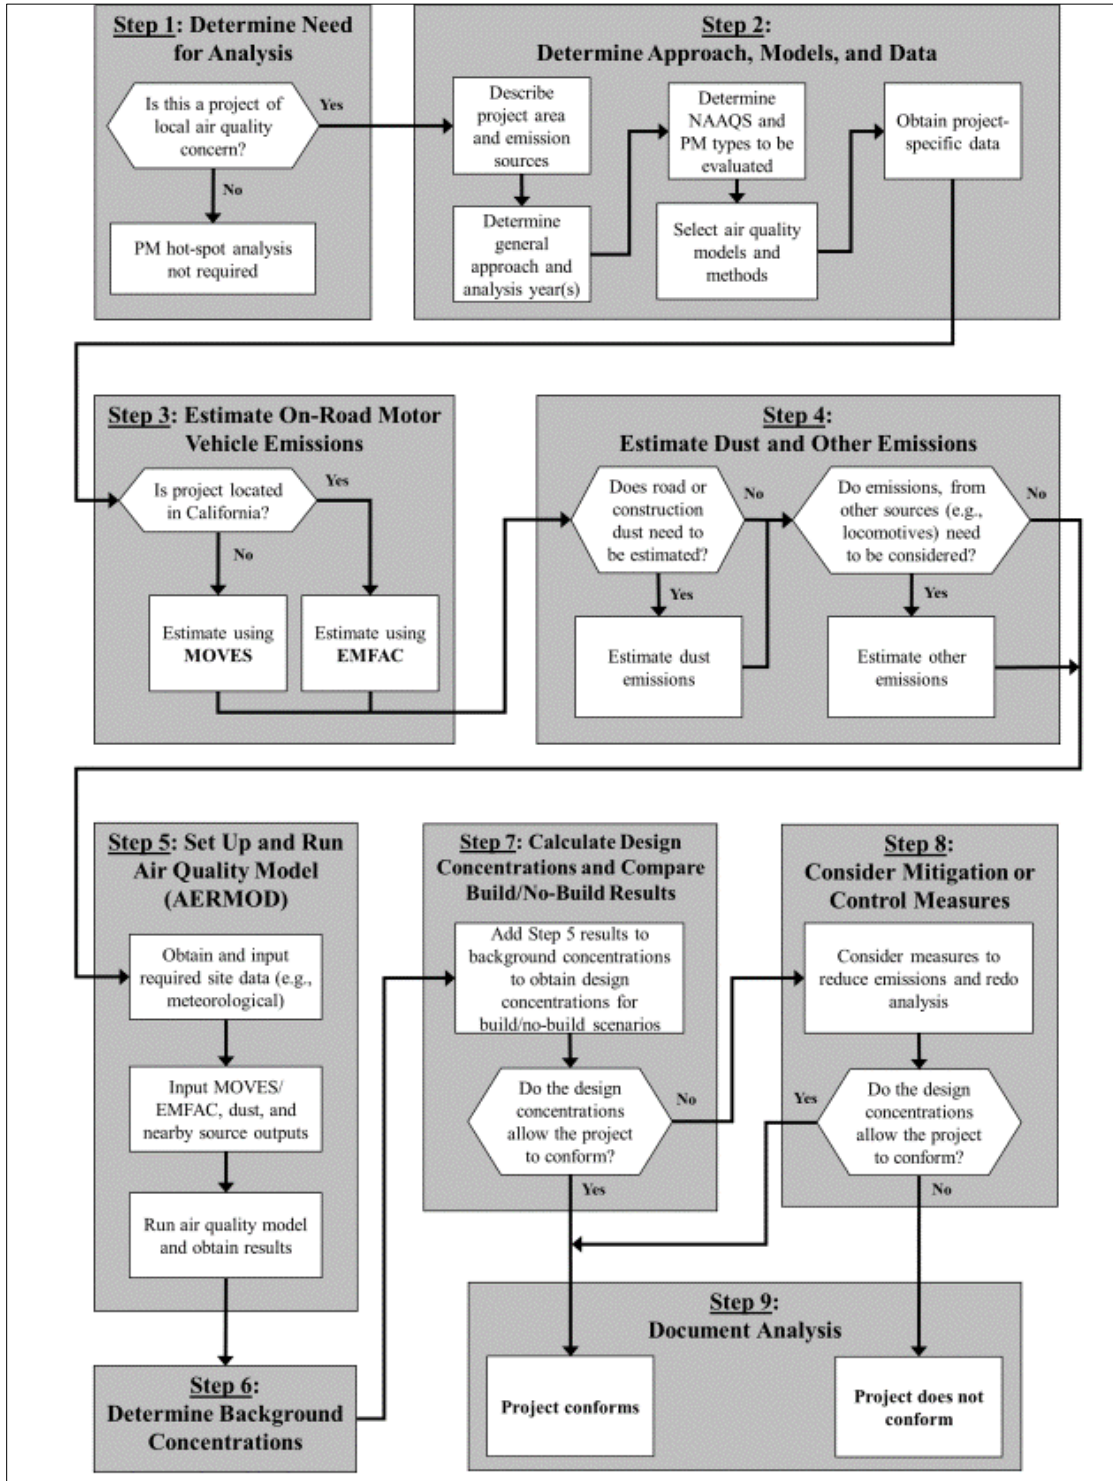 Step 1: Determine Need
for Analysis
Is this a project of
local air quality
concern?
Yes
No
PM hot-spot analysis
not required
Step 2:
Determine Approach, Models, and Data
Describe
project area
and emission
sources
Determine
general
approach and
analysis year(s)
Determine
NAAQS and
PM types to be
evaluated
Select air quality
models and
methods
Obtain project-
specific data
Step 3: Estimate On-Road Motor
Vehicle Emissions
Is project located
in California?
Yes
No
Estimate using
MOVES
Estimate using
EMFAC
Step 4:
Estimate Dust and Other Emissions
Does road or
construction
dust need to
be estimated?
No
Yes
Estimate dust
emissions
Do emissions, from
other sources (e.g.,
locomotives) need
to be considered?
No
Yes
Estimate other
emissions
Step 5: Set Up and Run
Air Quality Model
(AERMOD)
Obtain and input
required site data (e.g.,
meteorological)
Input MOVES/
EMFAC, dust, and
nearby source outputs
Run air quality model
and obtain results
Step 6:
Determine Background
Concentrations
Step 7: Calculate Design
Concentrations and Compare
Build/No-Build Results
Add Step 5 results to
background concentrations
to obtain design
concentrations for
build/no-build scenarios
Do the design
concentrations
allow the project
to conform?
No
Yes
Step 8:
Consider Mitigation or
Control Measures
Consider measures to
reduce emissions and redo
analysis
Do the design
concentrations
allow the project
to conform?
Yes
No
Step 9:
Document Analysis
Project conforms
Project does not
conform